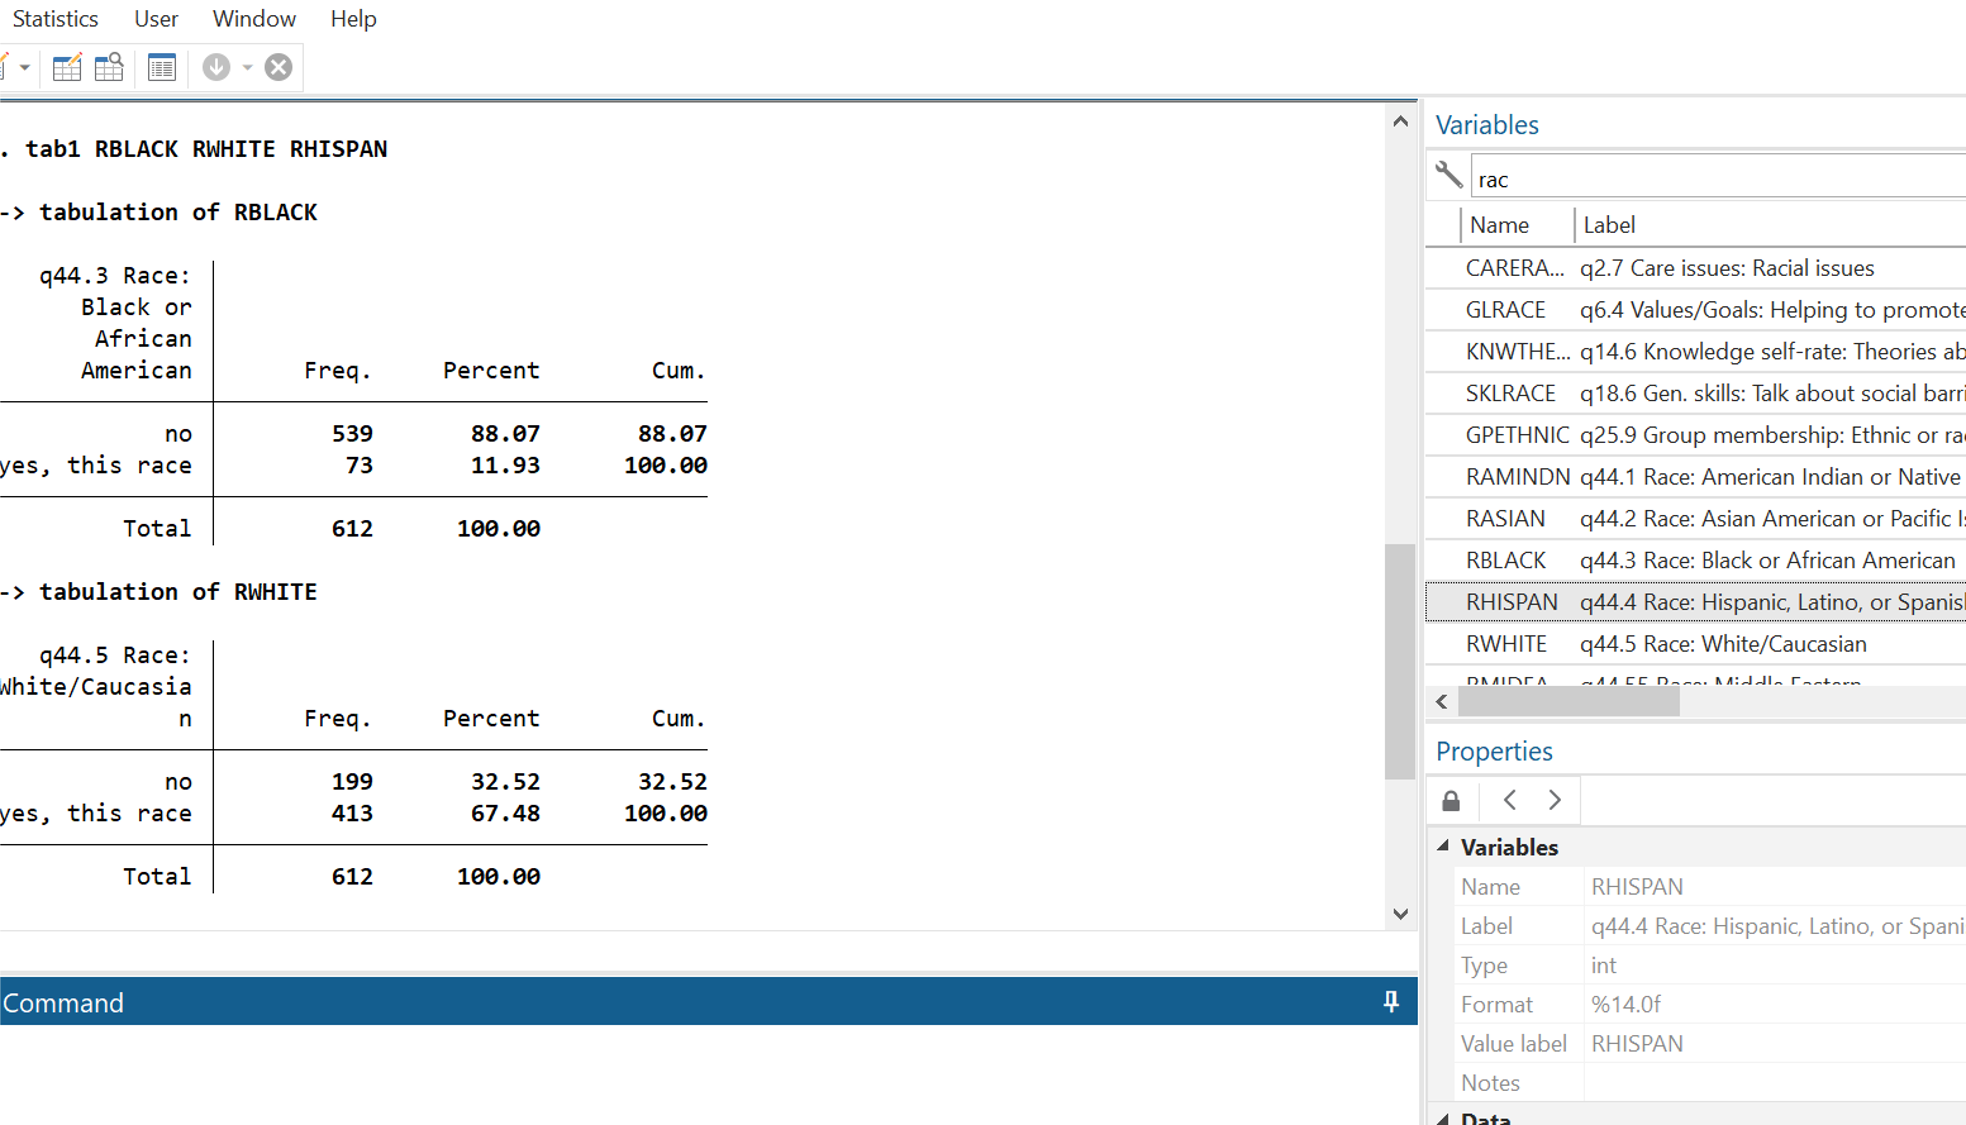 Statistics User Window Help
. tab1 RBLACK RWHITE RHISPAN
-> tabulation of RBLACK
q44.3 Race:
Black or
African
American Freq. Percent Cum.
no 539 88.07 88.07
yes, this race 73 11.93 100.00
Total 612 100.00
-> tabulation of RWHITE
q44.5 Race:
White/Caucasia
n Freq. Percent Cum.
no 199 32.52 32.52
yes, this race 413 67.48 100.00
Total 612 100.00
Command
Variables
rac
Name Label
CARERA... q2.7 Care issues: Racial issues
GLRACE q6.4 Values/Goals: Helping to promote
KNWTHE... q14.6 Knowledge self-rate: Theories ab
SKLRACE q18.6 Gen. skills: Talk about social barri
GPETHNIC q25.9 Group membership: Ethnic or ra
RAMINDN q44.1 Race: American Indian or Native
RASIAN q44.2 Race: Asian American or Pacific Is
RBLACK q44.3 Race: Black or African American
RHISPAN q44.4 Race: Hispanic, Latino, or Spanish
RWHITE q44.5 Race: White/Caucasian
RMIDEA q44.55 Race: Middle Eastern
Properties
Variables
Name RHISPAN
Label q44.4 Race: Hispanic, Latino, or Spani
Type int
Format %14.0f
Value label RHISPAN
Notes
Data